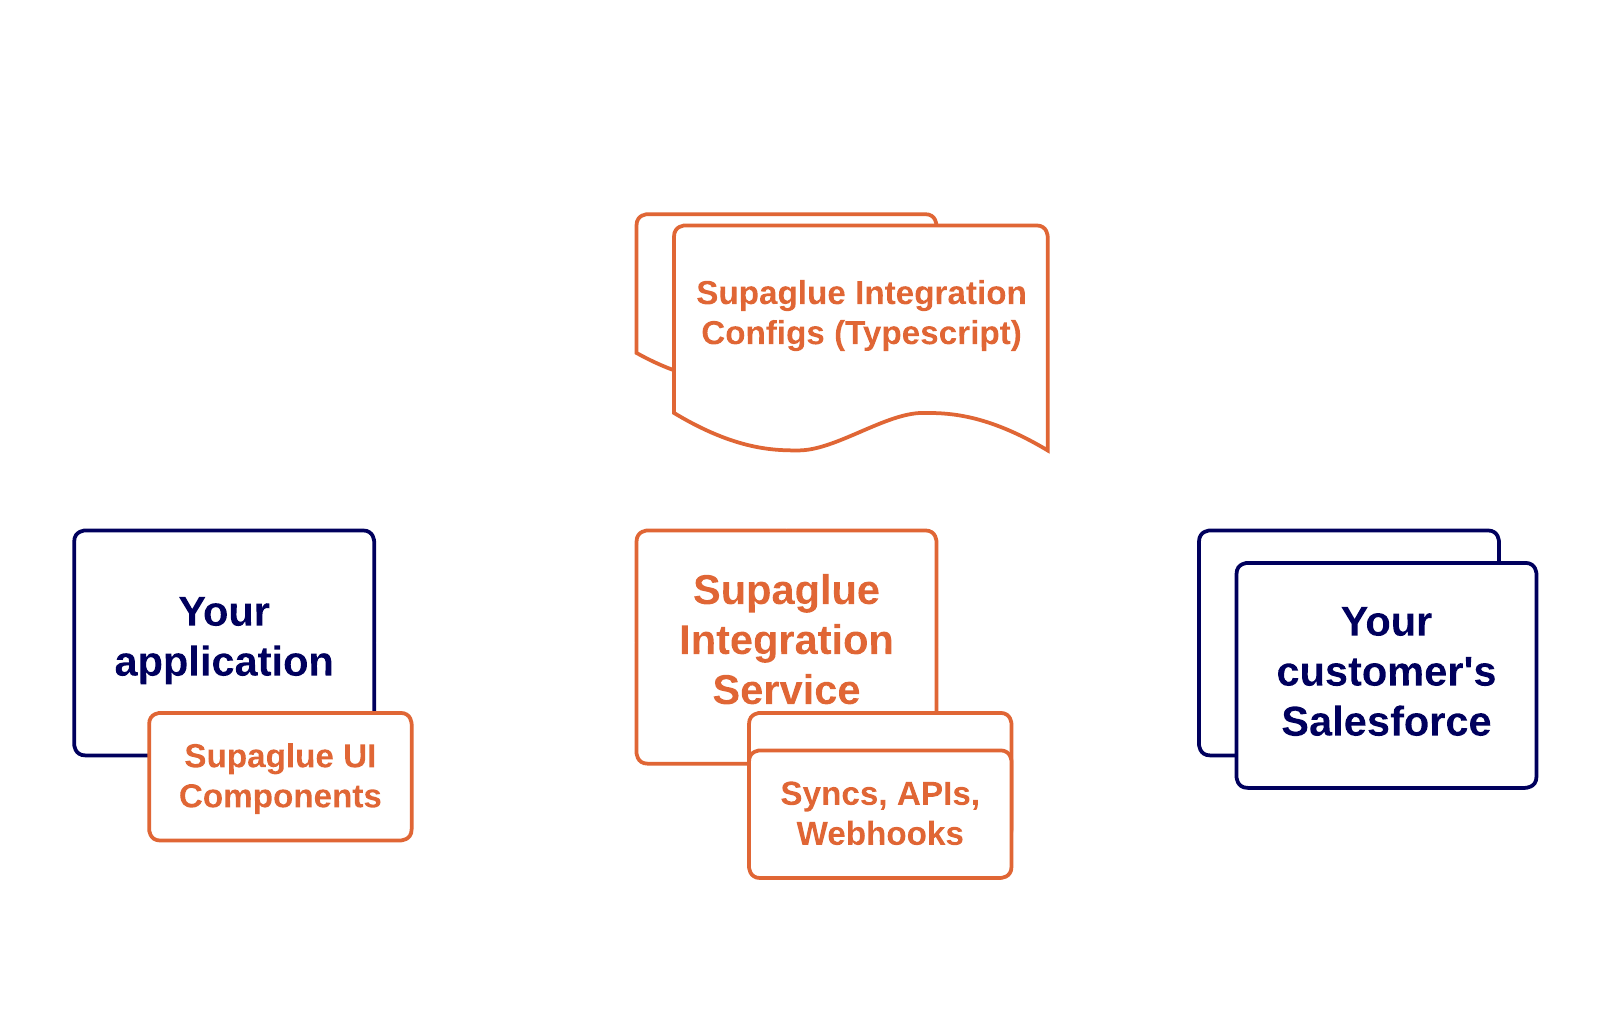 Supaglue Integration
Configs (Typescript)
Your
application
Supaglue UI
Components
Supaglue
Integration
Service
Syncs, APIs,
Webhooks
Your
customer's
Salesforce